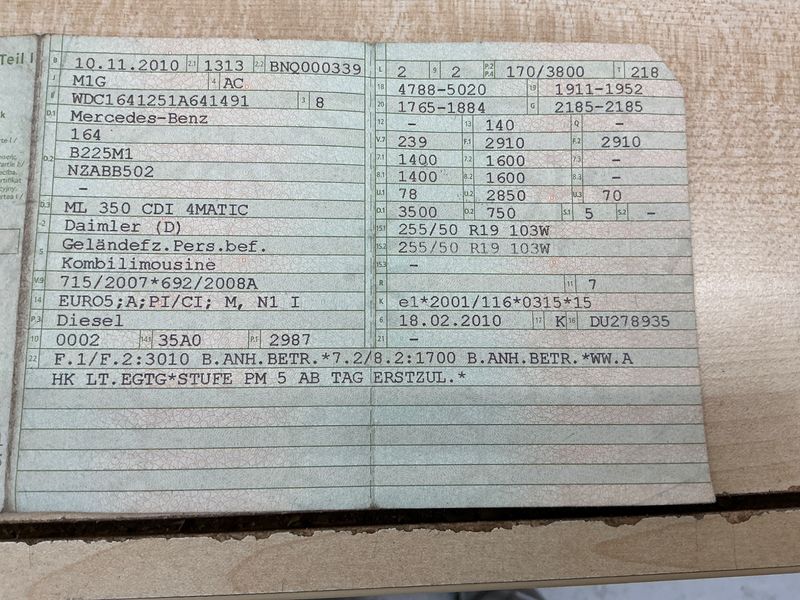 Teil I
B 10.11.2010 2.1 1313 2.2 BNQ000339
J M1G 4 AC
E WDC1641251A641491 3 8
D.1 Mercedes-Benz
164
D.2 B225M1
NZABB502
-
D.3 ML 350 CDI 4MATIC
2 Daimler (D)
5 Geländefz.Pers.bef.
Kombilimousine
V.9 715/2007*692/2008A
14 EURO5;A;PI/CI; M, N1 I
P.3 Diesel
10 0002 14.1 35A0 P.1 2987
L 2 9 2 P.2 P.4 170/3800 T 218
18 4788-5020 19 1911-1952
20 1765-1884 G 2185-2185
12 - 13 140 Q -
V.7 239 F.1 2910 F.2 2910
7.1 1400 7.2 1600 7.3 -
8.1 1400 8.2 1600 8.3 -
U.1 78 U.2 2850 U.3 70
O.1 3500 O.2 750 S.1 5 S.2 -
15.1 255/50 R19 103W
15.2 255/50 R19 103W
15.3 -
R 11 7
K e1*2001/116*0315*15
6 18.02.2010 17 K 16 DU278935
21 -
22 F.1/F.2:3010 B.ANH.BETR.*7.2/8.2:1700 B.ANH.BETR.*WW.A
HK LT.EGTG*STUFE PM 5 AB TAG ERSTZUL.*